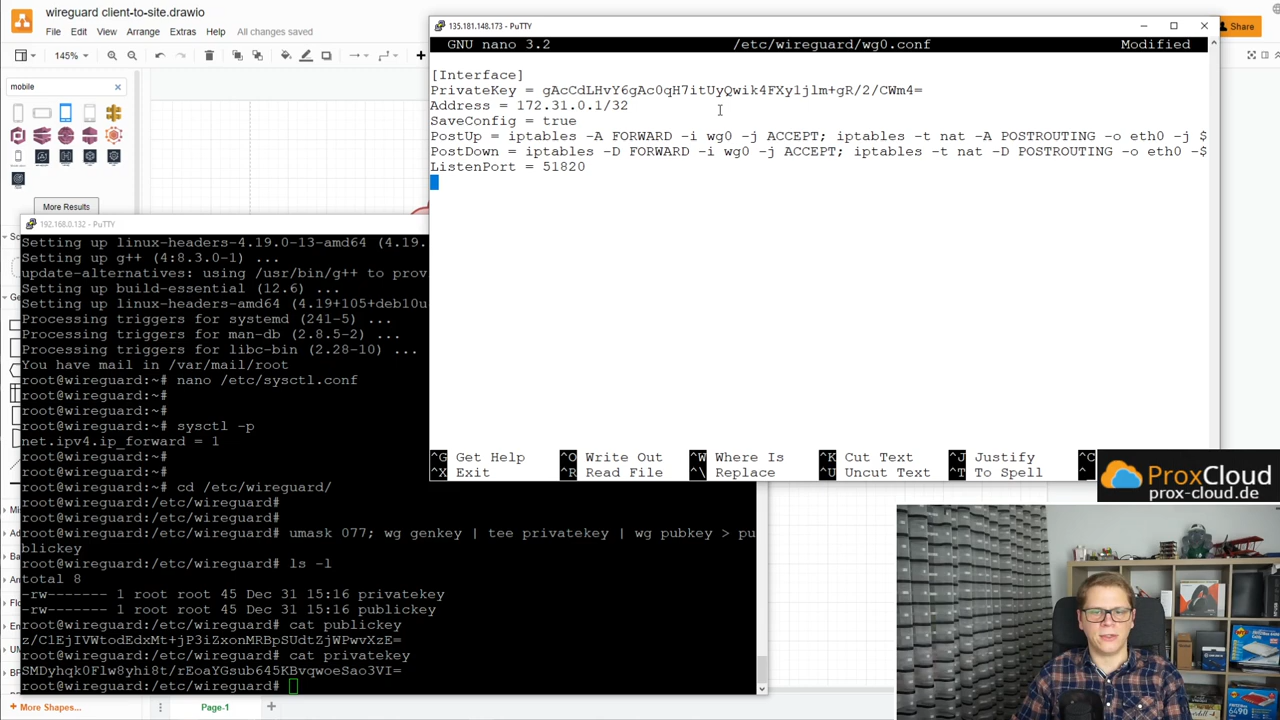 wireguard client-to-site.drawio
File Edit View Arrange Extras Help All changes saved
Share
145%
mobile
More Results
More Shapes...
Page-1
135.181.148.173 - PuTTY
GNU nano 3.2 /etc/wireguard/wg0.conf Modified
[Interface]
PrivateKey = gAcCdLHvY6gAc0qH7itUyQwik4FXy1jlm+gR/2/CWm4=
Address = 172.31.0.1/32
SaveConfig = true
PostUp = iptables -A FORWARD -i wg0 -j ACCEPT; iptables -t nat -A POSTROUTING -o eth0 -j $
PostDown = iptables -D FORWARD -i wg0 -j ACCEPT; iptables -t nat -D POSTROUTING -o eth0 -$
ListenPort = 51820
^G Get Help ^O Write Out ^W Where Is ^K Cut Text ^J Justify ^C
^X Exit ^R Read File ^\ Replace ^U Uncut Text ^T To Spell ^_
192.168.0.132 - PuTTY
Setting up linux-headers-4.19.0-13-amd64 (4.19.
Setting up g++ (4:8.3.0-1) ...
update-alternatives: using /usr/bin/g++ to prov
Setting up build-essential (12.6) ...
Setting up linux-headers-amd64 (4.19+105+deb10u
Processing triggers for systemd (241-5) ...
Processing triggers for man-db (2.8.5-2) ...
Processing triggers for libc-bin (2.28-10) ...
You have mail in /var/mail/root
root@wireguard:~# nano /etc/sysctl.conf
root@wireguard:~#
root@wireguard:~#
root@wireguard:~# sysctl -p
net.ipv4.ip_forward = 1
root@wireguard:~#
root@wireguard:~#
root@wireguard:~# cd /etc/wireguard/
root@wireguard:/etc/wireguard#
root@wireguard:/etc/wireguard#
root@wireguard:/etc/wireguard# umask 077; wg genkey | tee privatekey | wg pubkey > pu
blickey
root@wireguard:/etc/wireguard# ls -l
total 8
-rw------- 1 root root 45 Dec 31 15:16 privatekey
-rw------- 1 root root 45 Dec 31 15:16 publickey
root@wireguard:/etc/wireguard# cat publickey
z/C1EjIVWtodEdxMt+jP3iZxonMRBpSUdtZjWPwvXzE=
root@wireguard:/etc/wireguard# cat privatekey
SMDyhqk0Flw8yhi8t/rEoaYGsub645KBvqwoeSao3VI=
root@wireguard:/etc/wireguard#
ProxCloud
prox-cloud.de